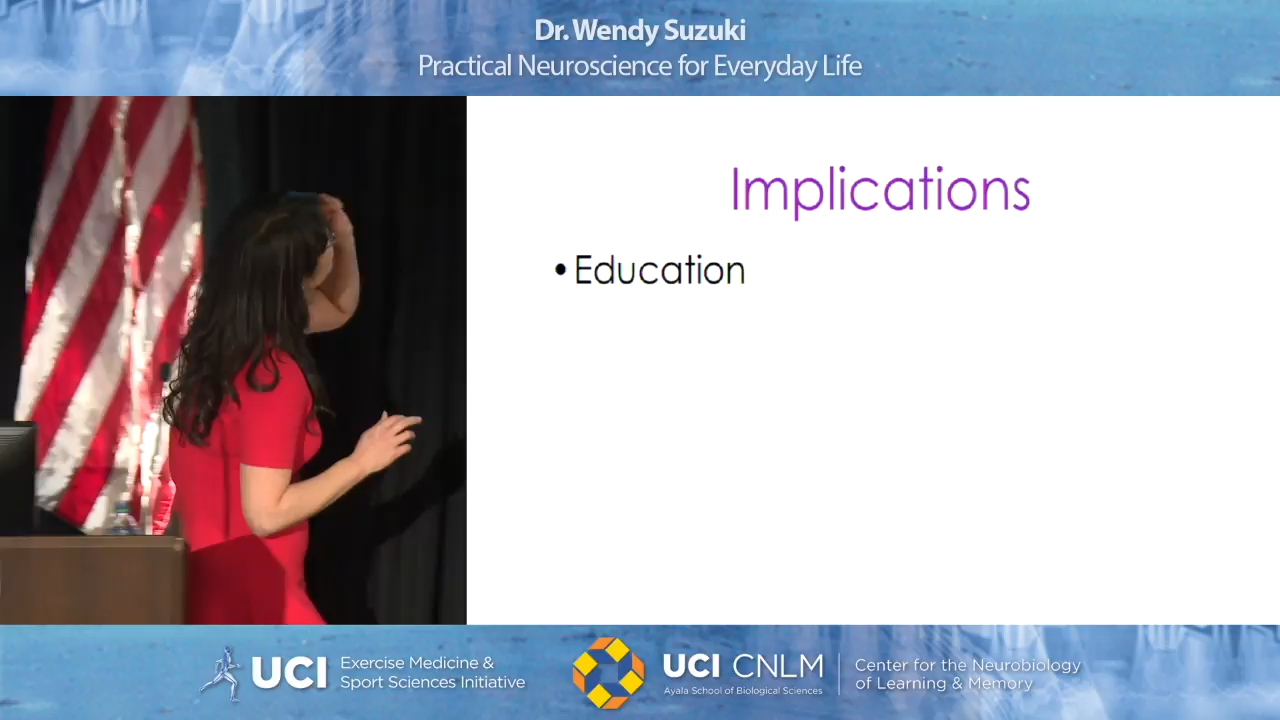 Dr. Wendy Suzuki
Practical Neuroscience for Everyday Life
Implications
• Education
UCI Exercise Medicine &
Sport Sciences Initiative
UCI CNLM
Ayala School of Biological Sciences
Center for the Neurobiology
of Learning & Memory